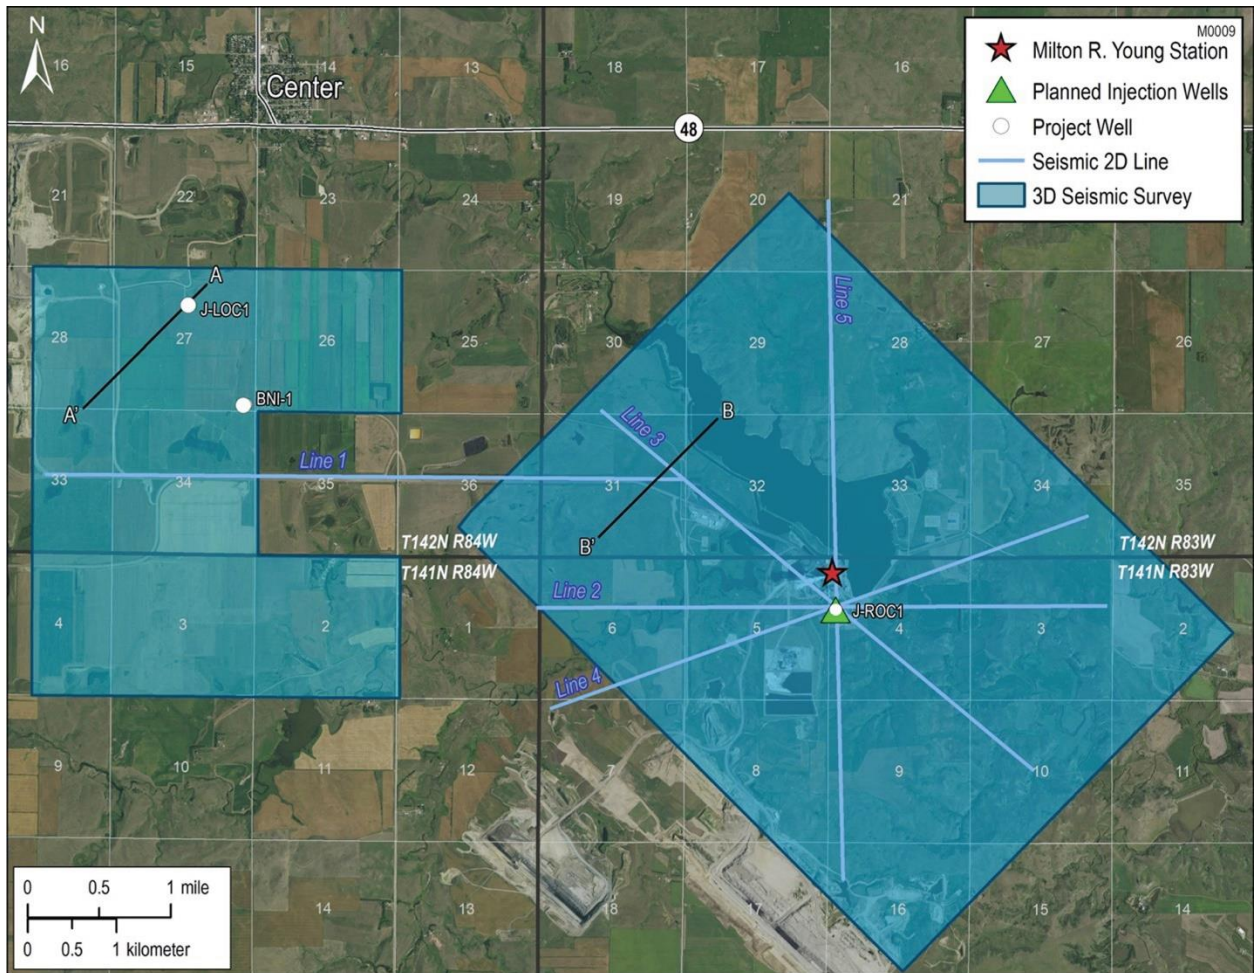 N
M0009
Milton R. Young Station
Planned Injection Wells
Project Well
Seismic 2D Line
3D Seismic Survey
16 15 14 13 18 17 16
Center
48
21 22 23 24 19 20 21
A
J-LOC1
Line 5
28 27 26 25 30 29 28 27 26
A'
BNI-1
B
Line 3
Line 1
33 34 35 36 31 32 33 34 35
B'
T142N R84W T142N R83W
T141N R84W T141N R83W
Line 2
J-ROC1
4 3 2 1 6 5 4 3 2
Line 4
9 10 11 12 7 8 9 10 11
14 13 18 17 16 15 14
0 0.5 1 mile
0 0.5 1 kilometer